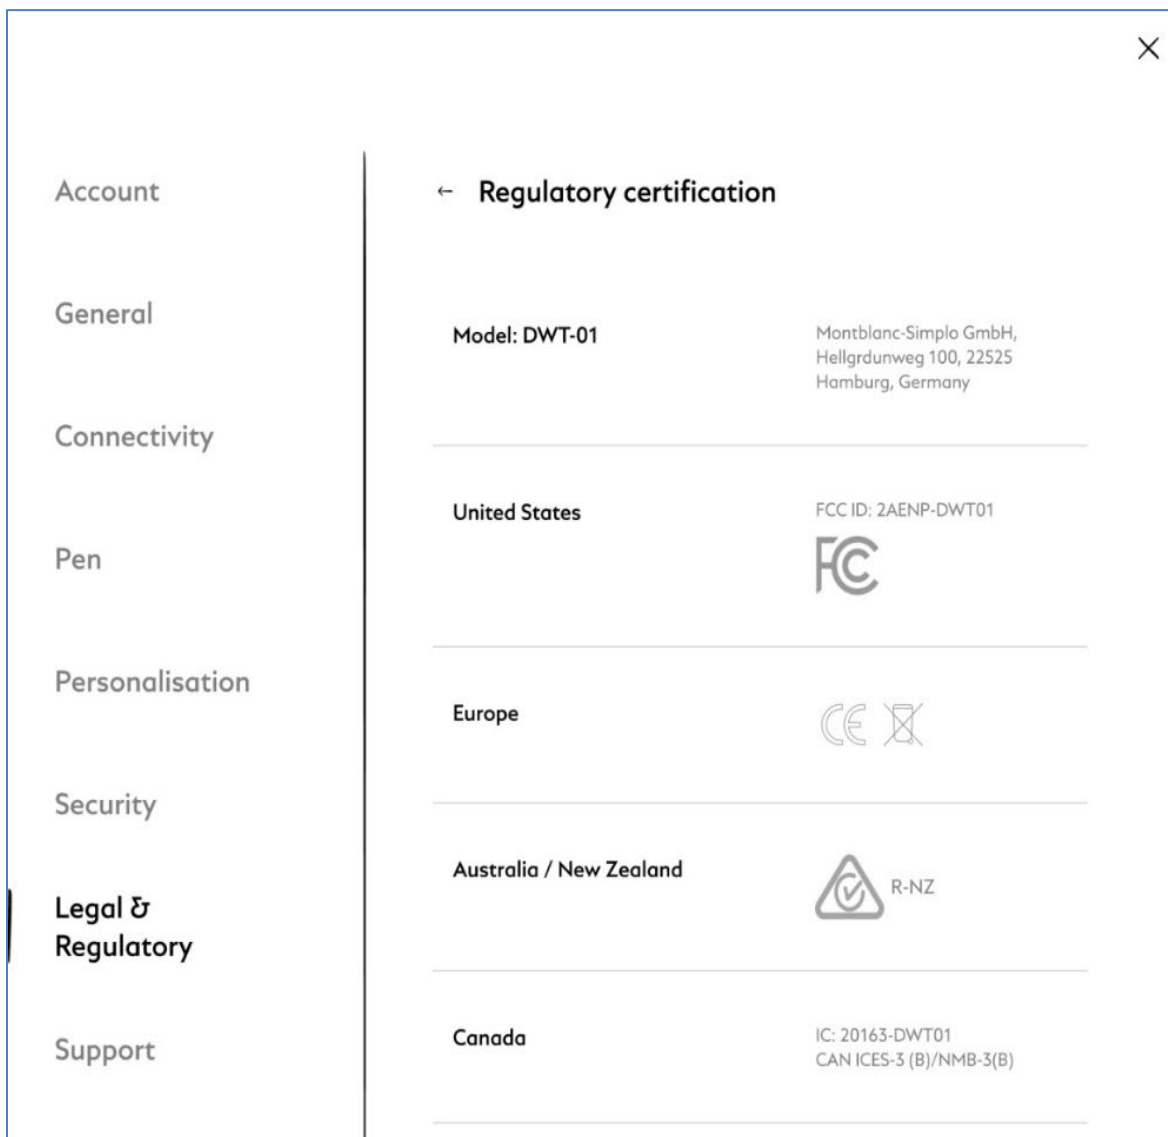 Account
General
Connectivity
Pen
Personalisation
Security
Legal &
Regulatory
Support
← Regulatory certification
Model: DWT-01
Montblanc-Simplo GmbH,
Hellgrdunweg 100, 22525
Hamburg, Germany
United States
FCC ID: 2AENP-DWT01
FC
Europe
CE
Australia / New Zealand
R-NZ
Canada
IC: 20163-DWT01
CAN ICES-3 (B)/NMB-3(B)